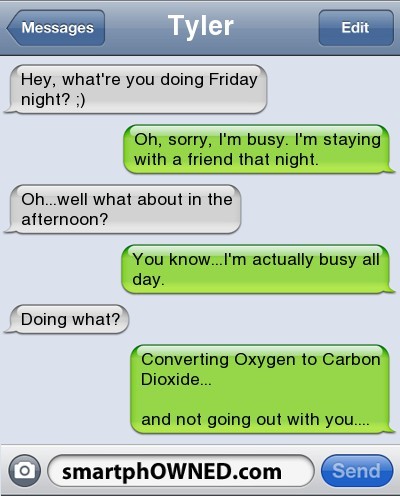 Messages
Tyler
Edit
Hey, what're you doing Friday
night? ;)
Oh, sorry, I'm busy. I'm staying
with a friend that night.
Oh...well what about in the
afternoon?
You know...I'm actually busy all
day.
Doing what?
Converting Oxygen to Carbon
Dioxide...
and not going out with you....
smartphOWNED.com
Send